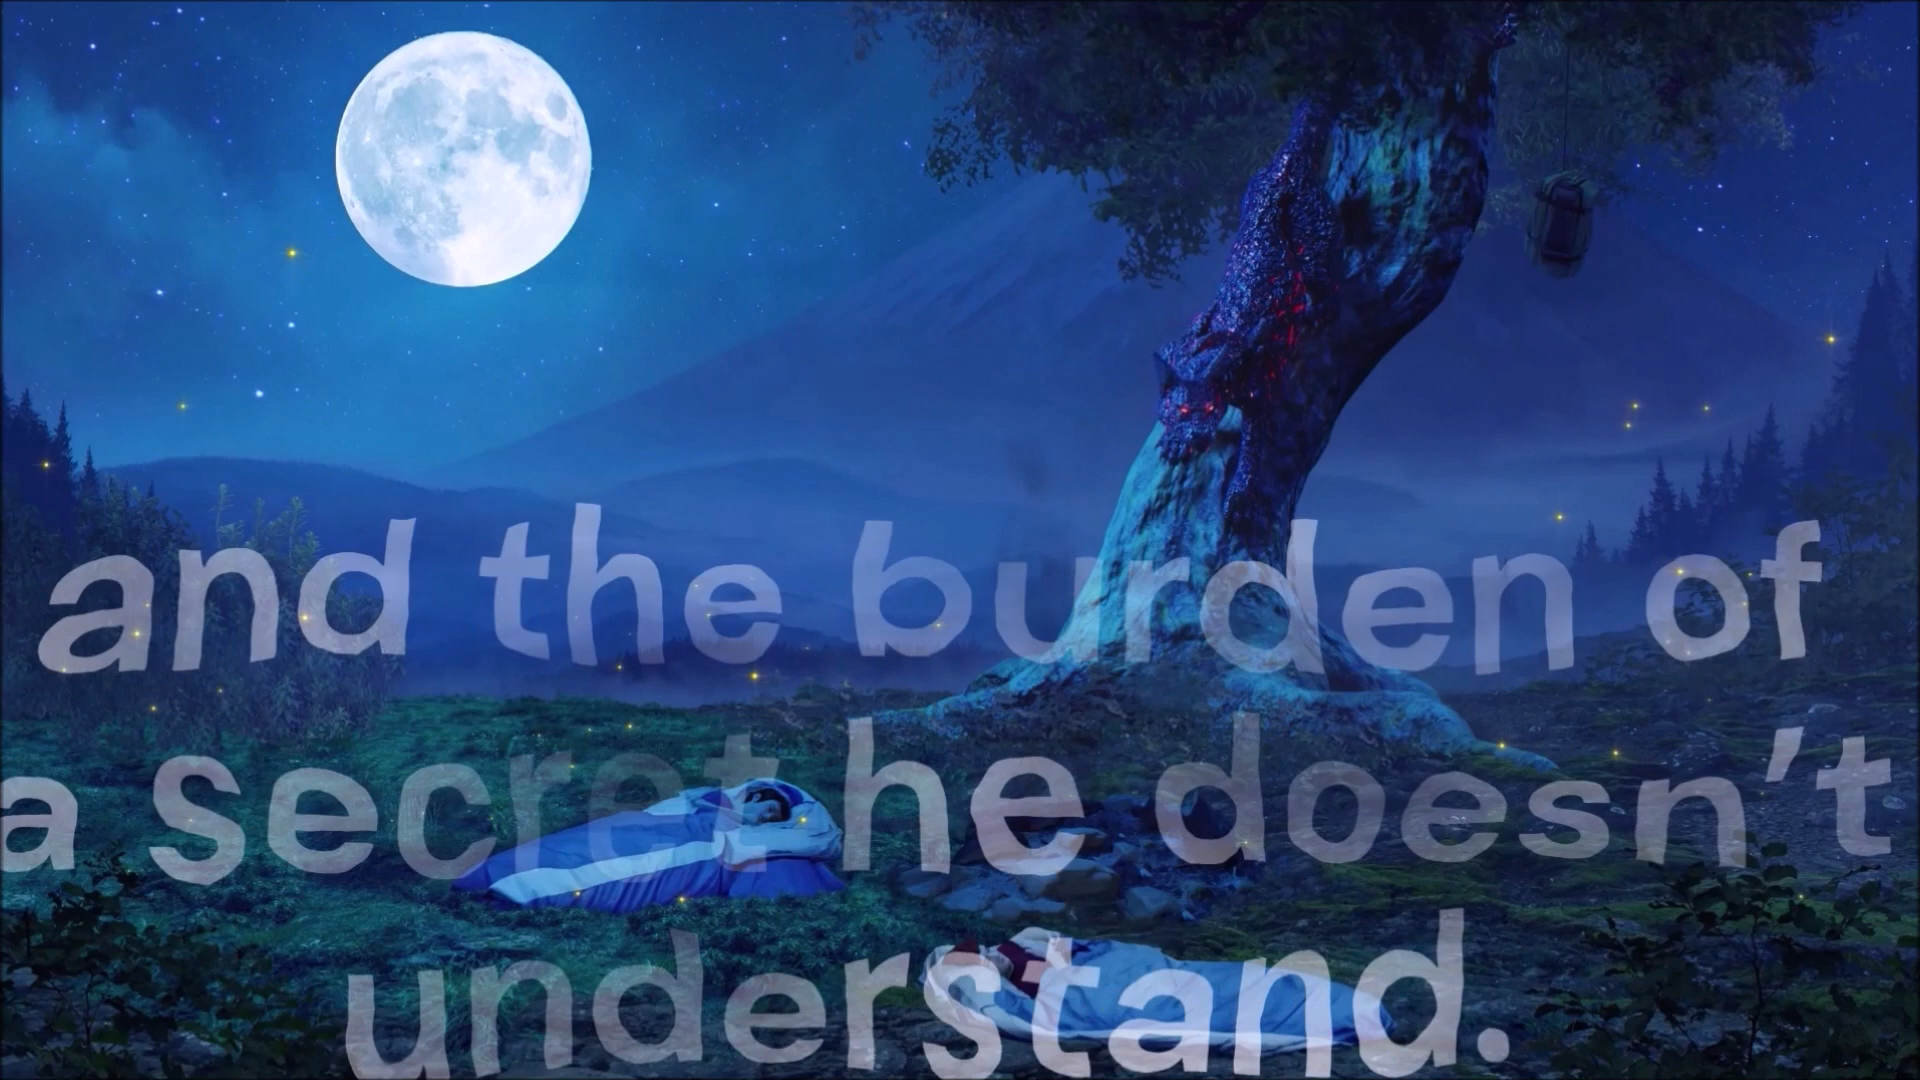 and the burden of
a secret he doesn't
understand.